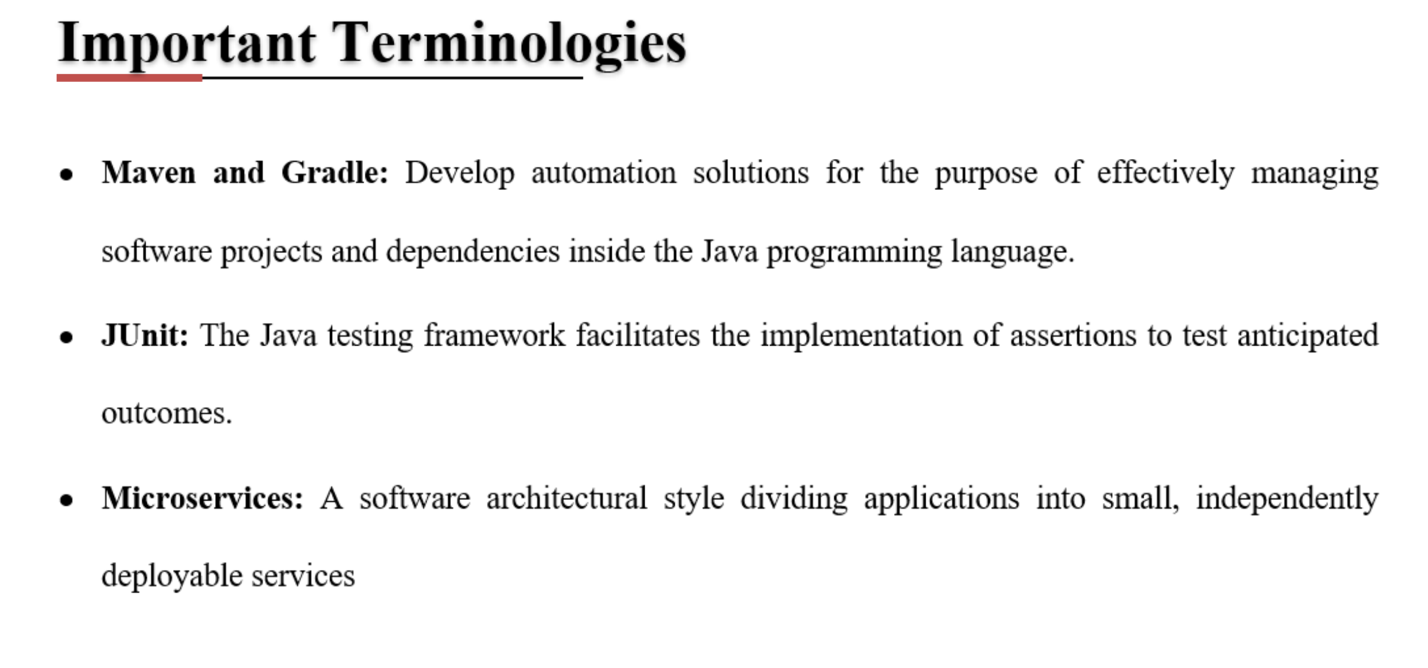 Important Terminologies
• Maven and Gradle: Develop automation solutions for the purpose of effectively managing
software projects and dependencies inside the Java programming language.
• JUnit: The Java testing framework facilitates the implementation of assertions to test anticipated
outcomes.
• Microservices: A software architectural style dividing applications into small, independently
deployable services